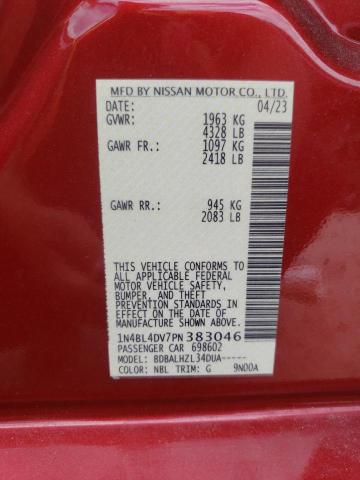 MFD BY NISSAN MOTOR CO., LTD.
DATE: 04/23
GVWR: 1963 KG
4328 LB
GAWR FR.: 1097 KG
2418 LB
GAWR RR.: 945 KG
2083 LB
THIS VEHICLE CONFORMS TO
ALL APPLICABLE FEDERAL
MOTOR VEHICLE SAFETY,
BUMPER, AND THEFT PREVENTION
STANDARDS IN EFFECT ON THE DATE
OF MANUFACTURE SHOWN ABOVE.
1N4BL4DV7PN383046
PASSENGER CAR 698602
MODEL: BDBALHZL34DUA-----
COLOR: NBL TRIM: G 9N00A